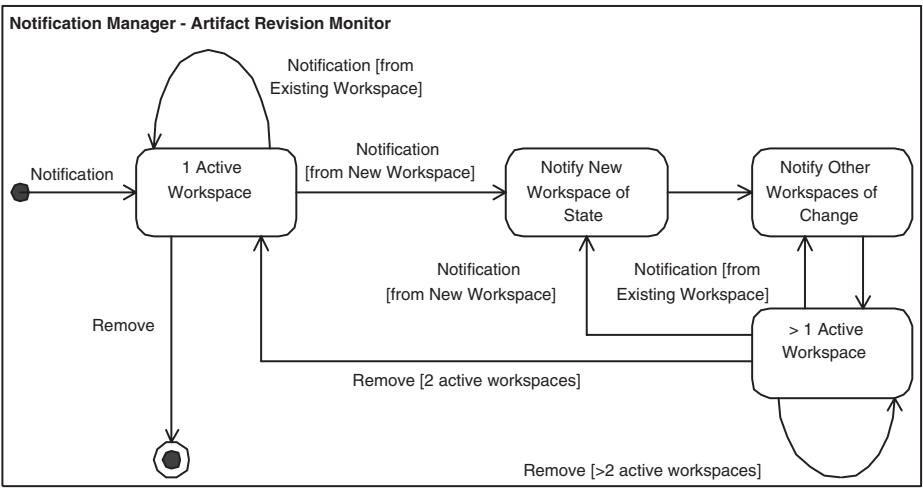 Notification Manager - Artifact Revision Monitor
Notification [from
Existing Workspace]
Notification
1 Active
Workspace
Notification
[from New Workspace]
Notify New
Workspace of
State
Notify Other
Workspaces of
Change
Notification
[from New Workspace]
Notification [from
Existing Workspace]
Remove
> 1 Active
Workspace
Remove [2 active workspaces]
Remove [>2 active workspaces]